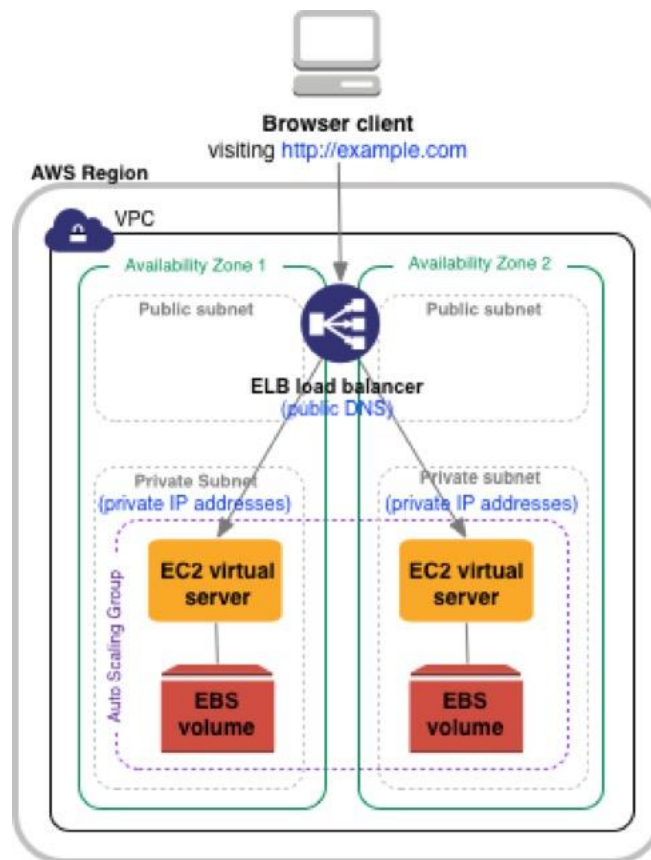 Browser client
visiting http://example.com
AWS Region
VPC
Availability Zone 1
Availability Zone 2
Public subnet
Public subnet
ELB load balancer
(public DNS)
Private Subnet
(private IP addresses)
Private subnet
(private IP addresses)
Auto Scaling Group
EC2 virtual
server
EC2 virtual
server
EBS
volume
EBS
volume